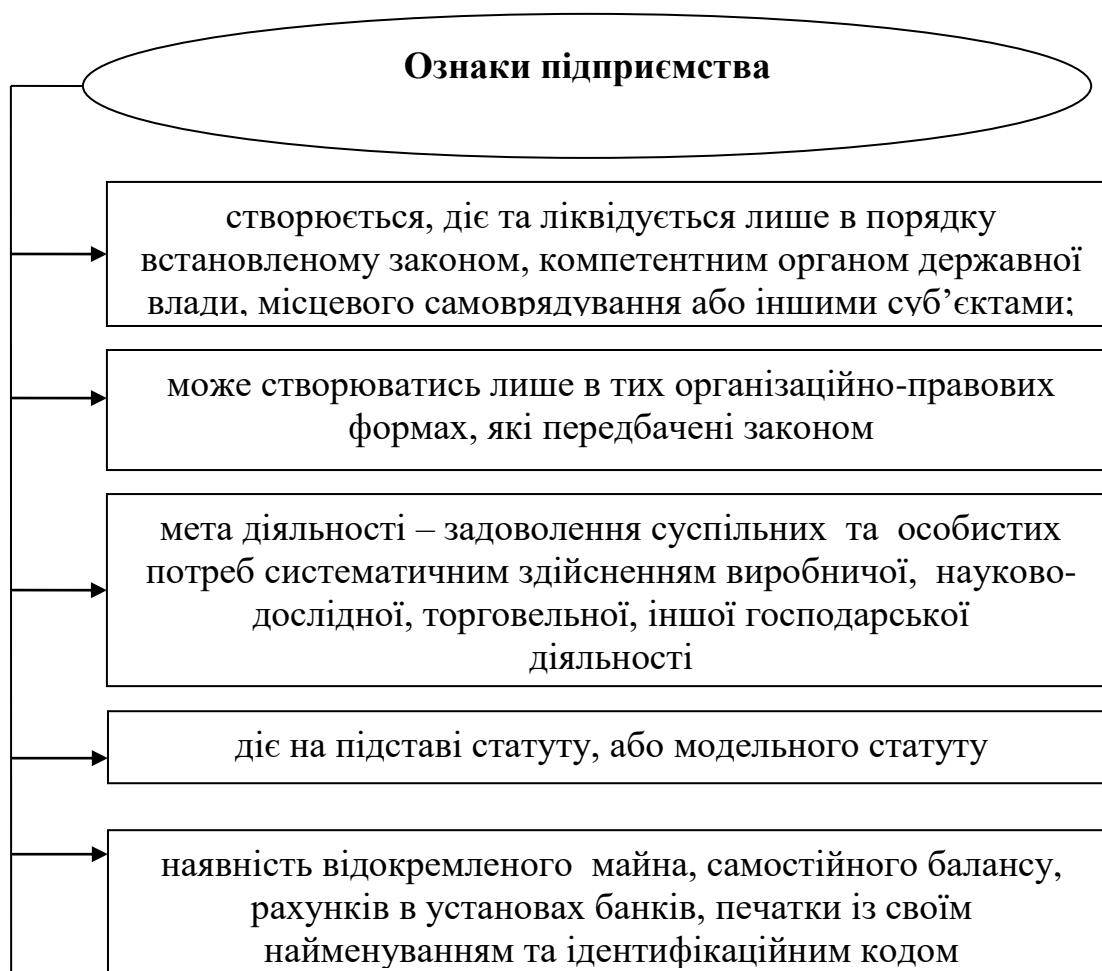 Ознаки підприємства
створюється, діє та ліквідується лише в порядку
встановленому законом, компетентним органом державної
влади, місцевого самоврядування або іншими суб’єктами;
може створюватись лише в тих організаційно-правових
формах, які передбачені законом
мета діяльності – задоволення суспільних та особистих
потреб систематичним здійсненням виробничої, науково-
дослідної, торговельної, іншої господарської
діяльності
діє на підставі статуту, або модельного статуту
наявність відокремленого майна, самостійного балансу,
рахунків в установах банків, печатки із своїм
найменуванням та ідентифікаційним кодом